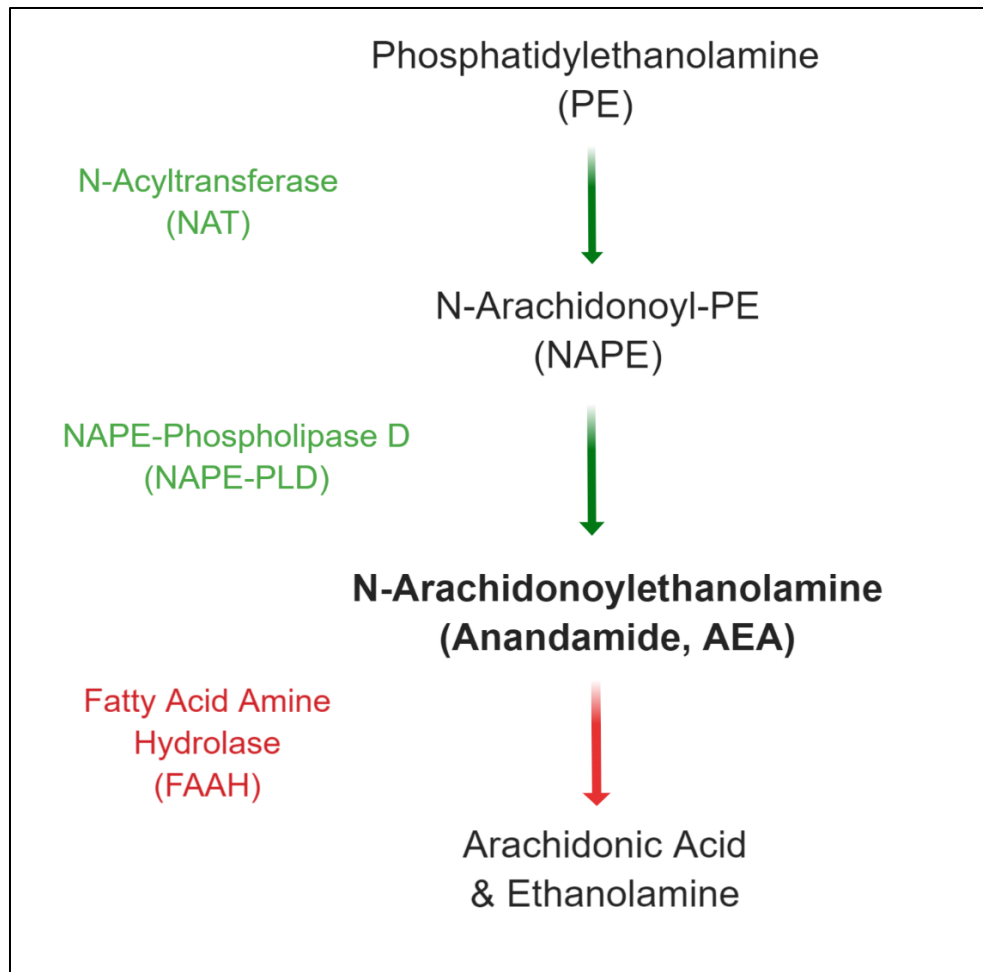 Phosphatidylethanolamine
(PE)
N-Acyltransferase
(NAT)
N-Arachidonoyl-PE
(NAPE)
NAPE-Phospholipase D
(NAPE-PLD)
N-Arachidonoylethanolamine
(Anandamide, AEA)
Fatty Acid Amine
Hydrolase
(FAAH)
Arachidonic Acid
& Ethanolamine